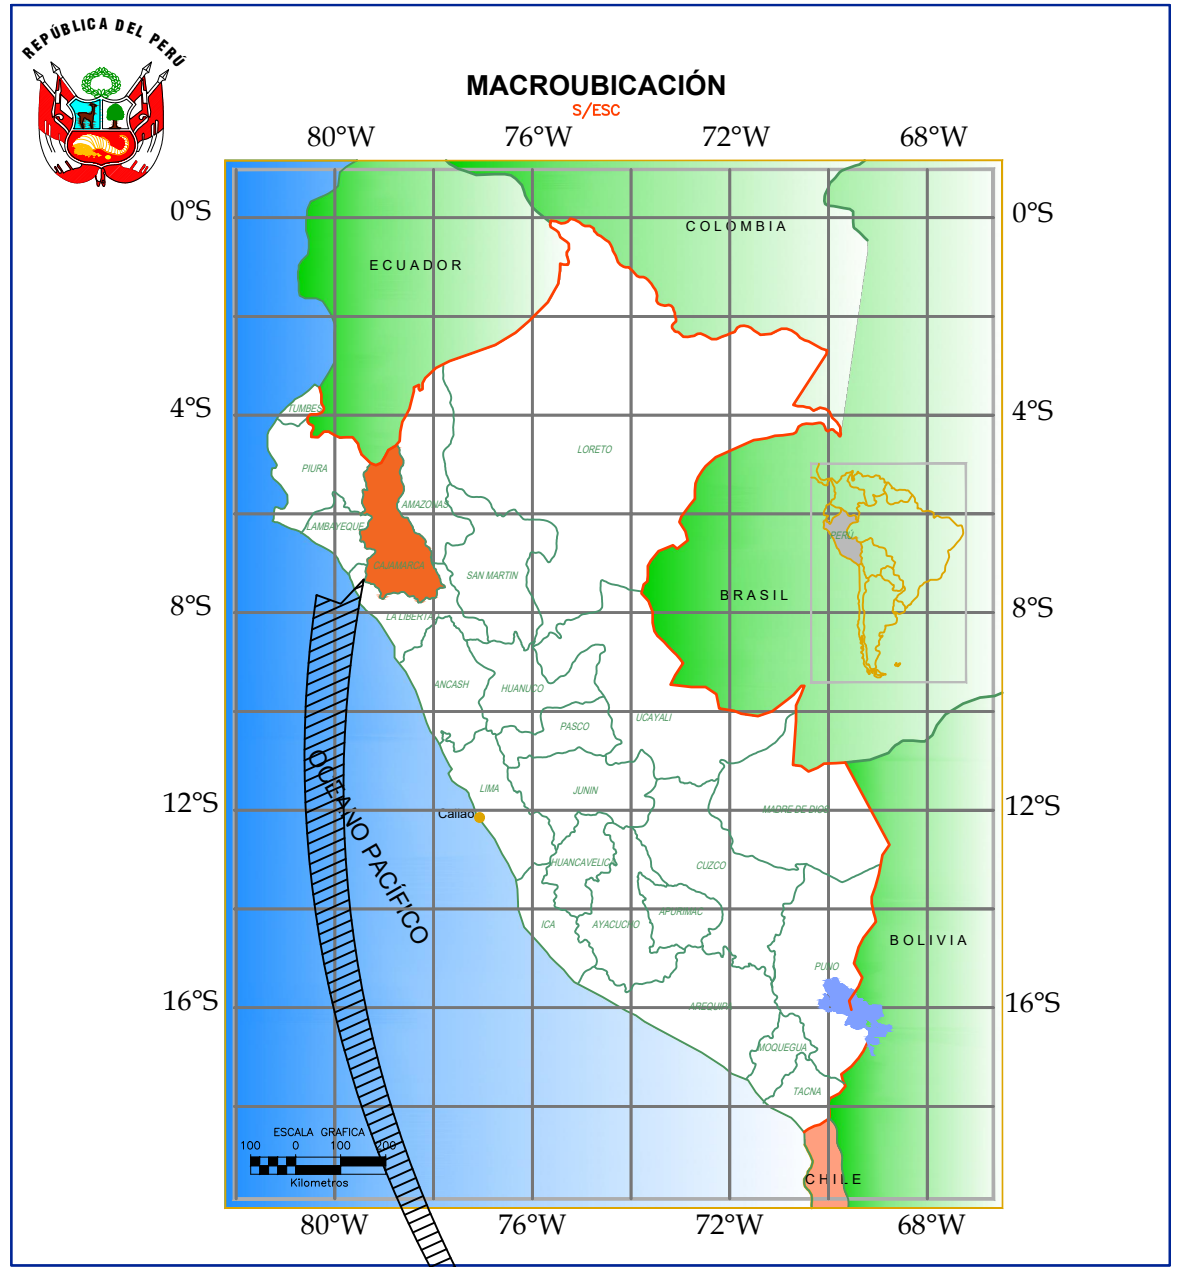 REPÚBLICA DEL PERÚ
MACROUBICACIÓN
S/ESC
80°W 76°W 72°W 68°W
0°S 0°S
COLOMBIA
ECUADOR
4°S 4°S
TUMBES
LORETO
PIURA
AMAZONAS
LAMBAYEQUE
PERÚ
CAJAMARCA
SAN MARTIN
BRASIL
8°S 8°S
LA LIBERTAD
ANCASH
HUANUCO
UCAYALI
PASCO
OCEÁNO PACÍFICO
LIMA
JUNIN
12°S 12°S
MADRE DE DIOS
Callao
HUANCAVELICA
CUZCO
APURIMAC
ICA
AYACUCHO
BOLIVIA
PUNO
16°S 16°S
AREQUIPA
MOQUEGUA
TACNA
ESCALA GRAFICA
100 0 100 200
Kilometros
CHILE
80°W 76°W 72°W 68°W